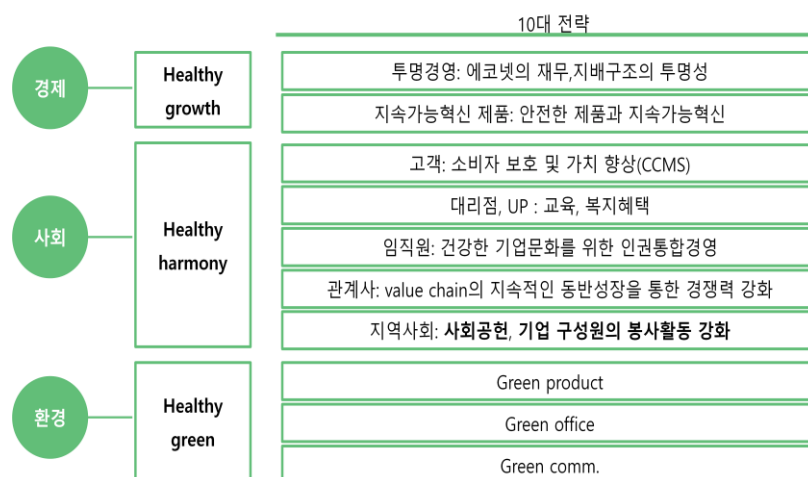 10대 전략
경제
Healthy
growth
투명경영: 에코넷의 재무,지배구조의 투명성
지속가능혁신 제품: 안전한 제품과 지속가능혁신
사회
Healthy
harmony
고객: 소비자 보호 및 가치 향상(CCMS)
대리점, UP : 교육, 복지혜택
임직원: 건강한 기업문화를 위한 인권통합경영
관계사: value chain의 지속적인 동반성장을 통한 경쟁력 강화
지역사회: 사회공헌, 기업 구성원의 봉사활동 강화
환경
Healthy
green
Green product
Green office
Green comm.